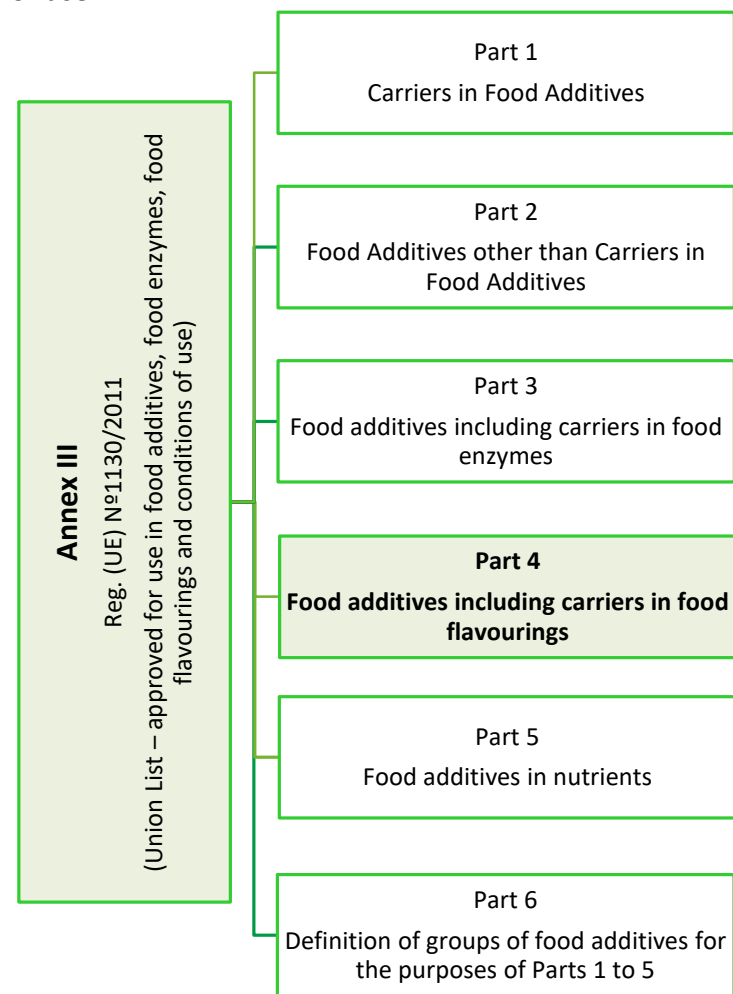 Annex III
Reg. (UE) Nº1130/2011
(Union List – approved for use in food additives, food enzymes, food
flavourings and conditions of use)
Part 1
Carriers in Food Additives
Part 2
Food Additives other than Carriers in
Food Additives
Part 3
Food additives including carriers in food
enzymes
Part 4
Food additives including carriers in food
flavourings
Part 5
Food additives in nutrients
Part 6
Definition of groups of food additives for
the purposes of Parts 1 to 5